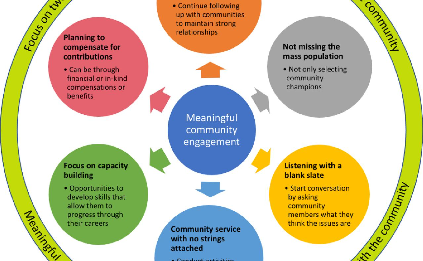 • Continue following
up with communities
to maintain strong
relationships
Focus on tw
community
Planning to
compensate for
contributions
• Can be through
financial or in-kind
compensations or
benefits
Not missing the
mass population
• Not only selecting
community
champions
Meaningful
community
engagement
Focus on capacity
building
• Opportunities to
develop skills that
allow them to
progress through
their careers
Listening with a
blank slate
• Start conversation
by asking
community
members what they
think the issues are
Community service
with no strings
attached
Meaningful
th the community